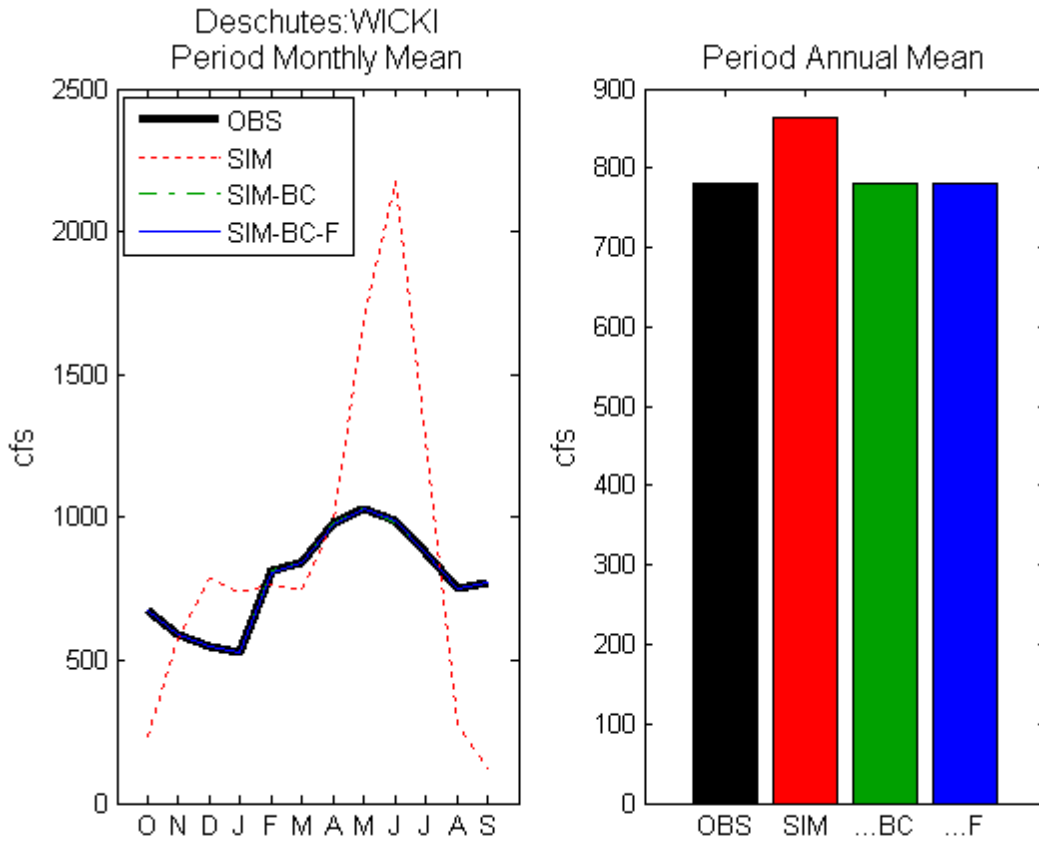 Deschutes:WICKI
Period Monthly Mean
2500
2000
1500
1000
500
0
cfs
OBS
SIM
SIM-BC
SIM-BC-F
O N D J F M A M J J A S
Period Annual Mean
900
800
700
600
500
400
300
200
100
0
cfs
OBS SIM ...BC ...F